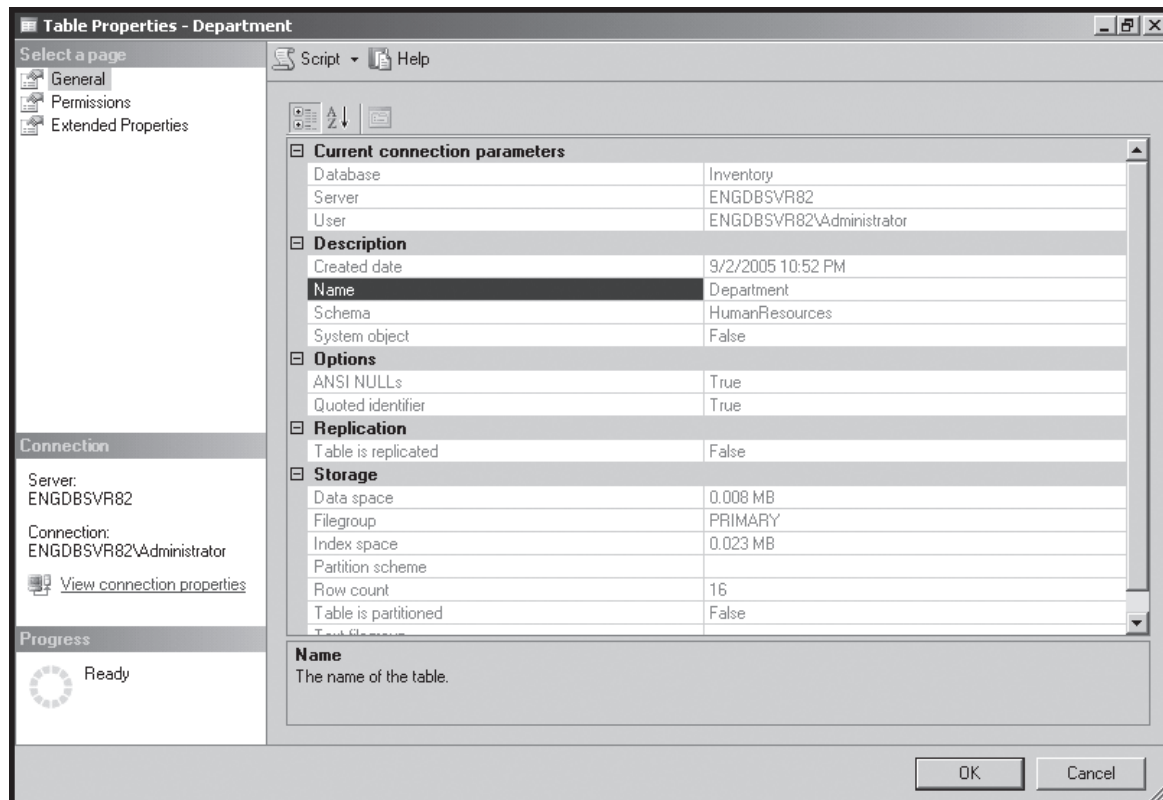 Table Properties - Department
Select a page
General
Permissions
Extended Properties
Script
Help
Current connection parameters
Database Inventory
Server ENGDBSVR82
User ENGDBSVR82\Administrator
Description
Created date 9/2/2005 10:52 PM
Name Department
Schema HumanResources
System object False
Options
ANSI NULLs True
Quoted identifier True
Replication
Table is replicated False
Storage
Data space 0.008 MB
Filegroup PRIMARY
Index space 0.023 MB
Partition scheme
Row count 16
Table is partitioned False
Text filegroup
Name
The name of the table.
Connection
Server:
ENGDBSVR82
Connection:
ENGDBSVR82\Administrator
View connection properties
Progress
Ready
OK
Cancel